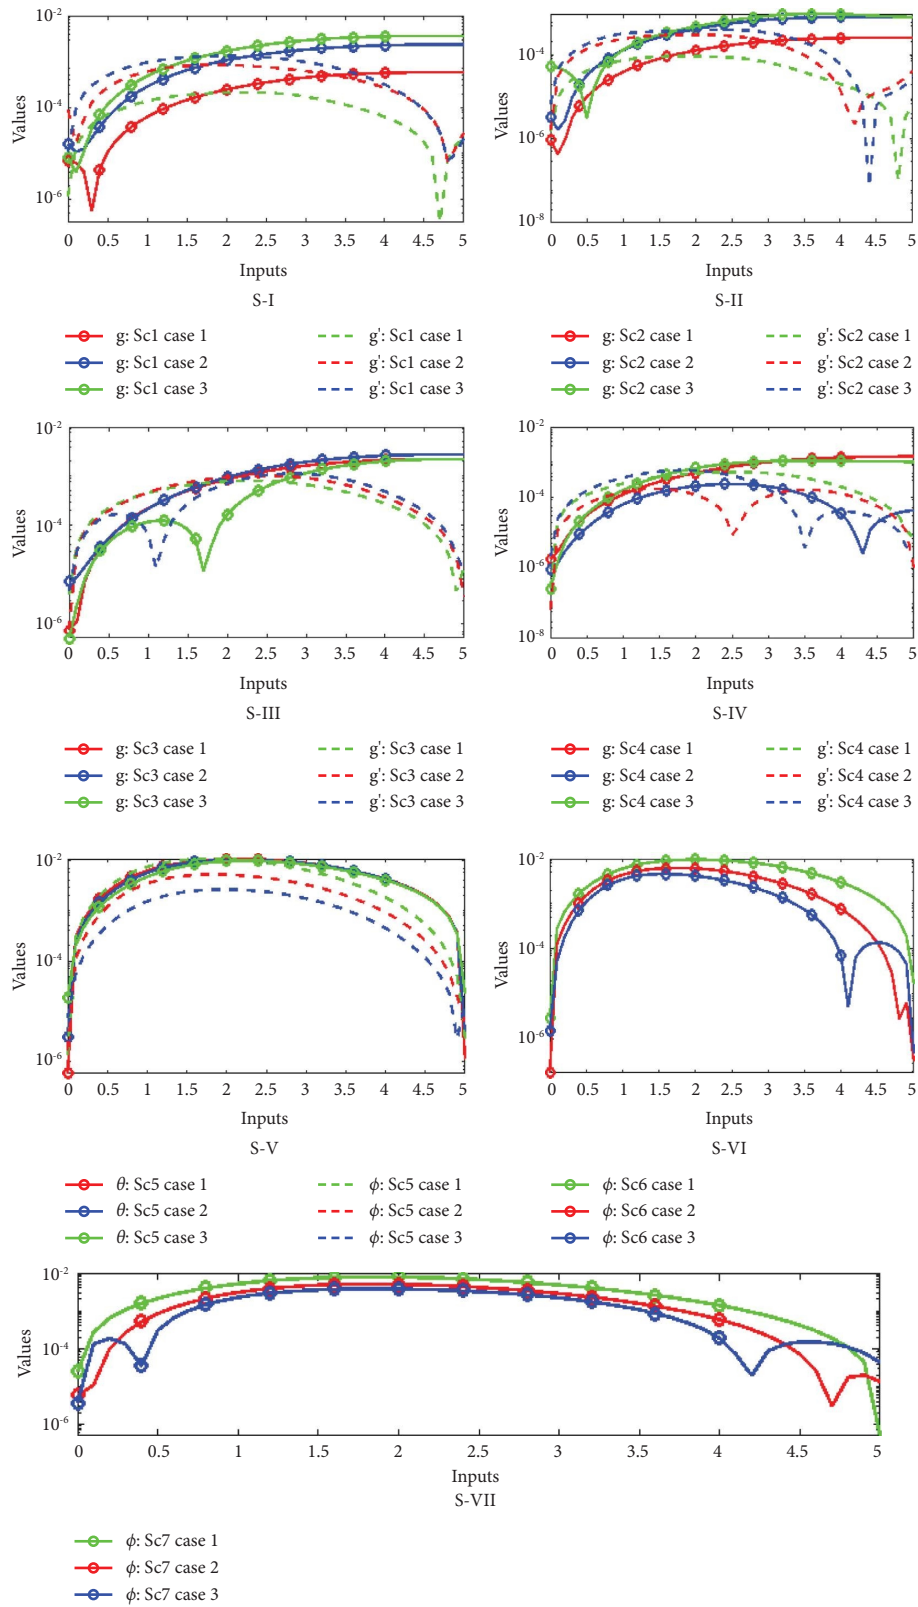 10-2
10-4
10-6
Values
0 0.5 1 1.5 2 2.5 3 3.5 4 4.5 5
Inputs
S-I
g: Sc1 case 1
g: Sc1 case 2
g: Sc1 case 3
g': Sc1 case 1
g': Sc1 case 2
g': Sc1 case 3
10-4
10-6
10-8
Values
0 0.5 1 1.5 2 2.5 3 3.5 4 4.5 5
Inputs
S-II
g: Sc2 case 1
g: Sc2 case 2
g: Sc2 case 3
g': Sc2 case 1
g': Sc2 case 2
g': Sc2 case 3
10-2
10-4
10-6
Values
0 0.5 1 1.5 2 2.5 3 3.5 4 4.5 5
Inputs
S-III
g: Sc3 case 1
g: Sc3 case 2
g: Sc3 case 3
g': Sc3 case 1
g': Sc3 case 2
g': Sc3 case 3
10-2
10-4
10-6
10-8
Values
0 0.5 1 1.5 2 2.5 3 3.5 4 4.5 5
Inputs
S-IV
g: Sc4 case 1
g: Sc4 case 2
g: Sc4 case 3
g': Sc4 case 1
g': Sc4 case 2
g': Sc4 case 3
10-2
10-4
10-6
Values
0 0.5 1 1.5 2 2.5 3 3.5 4 4.5 5
Inputs
S-V
θ: Sc5 case 1
θ: Sc5 case 2
θ: Sc5 case 3
ϕ: Sc5 case 1
ϕ: Sc5 case 2
ϕ: Sc5 case 3
10-2
10-4
10-6
Values
0 0.5 1 1.5 2 2.5 3 3.5 4 4.5 5
Inputs
S-VI
ϕ: Sc6 case 1
ϕ: Sc6 case 2
ϕ: Sc6 case 3
10-2
10-4
10-6
Values
0 0.5 1 1.5 2 2.5 3 3.5 4 4.5 5
Inputs
S-VII
ϕ: Sc7 case 1
ϕ: Sc7 case 2
ϕ: Sc7 case 3